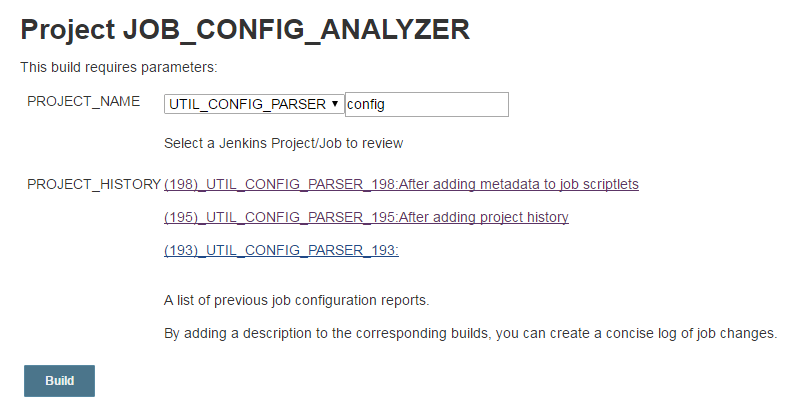 Project JOB_CONFIG_ANALYZER
This build requires parameters:
PROJECT_NAME UTIL_CONFIG_PARSER config
Select a Jenkins Project/Job to review
PROJECT_HISTORY (198)_UTIL_CONFIG_PARSER_198:After adding metadata to job scriptlets
(195)_UTIL_CONFIG_PARSER_195:After adding project history
(193)_UTIL_CONFIG_PARSER_193:
A list of previous job configuration reports.
By adding a description to the corresponding builds, you can create a concise log of job changes.
Build